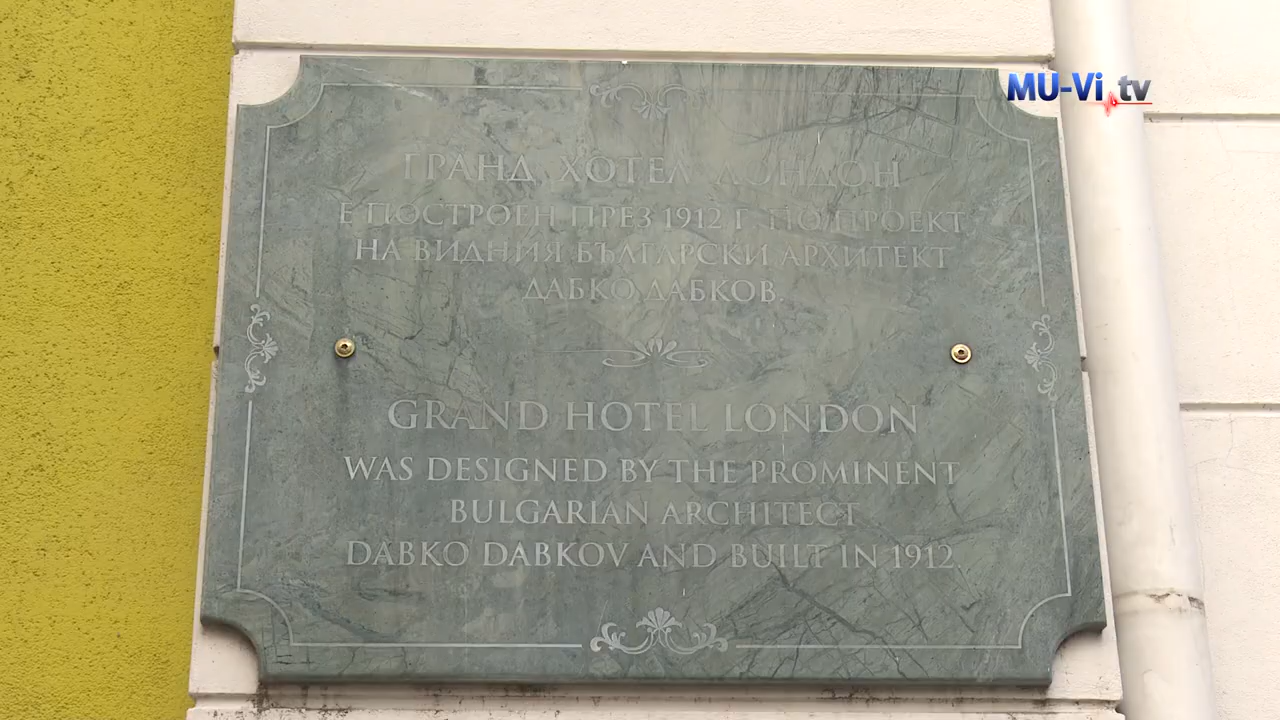 MU-Vi.tv
ГРАНД ХОТЕЛ ЛОНДОН
Е ПОСТРОЕН ПРЕЗ 1912 Г. ПО ПРОЕКТ
НА ВИДНИЯ БЪЛГАРСКИ АРХИТЕКТ
ДАБКО ДАБКОВ.
GRAND HOTEL LONDON
WAS DESIGNED BY THE PROMINENT
BULGARIAN ARCHITECT
DABKO DABKOV AND BUILT IN 1912.